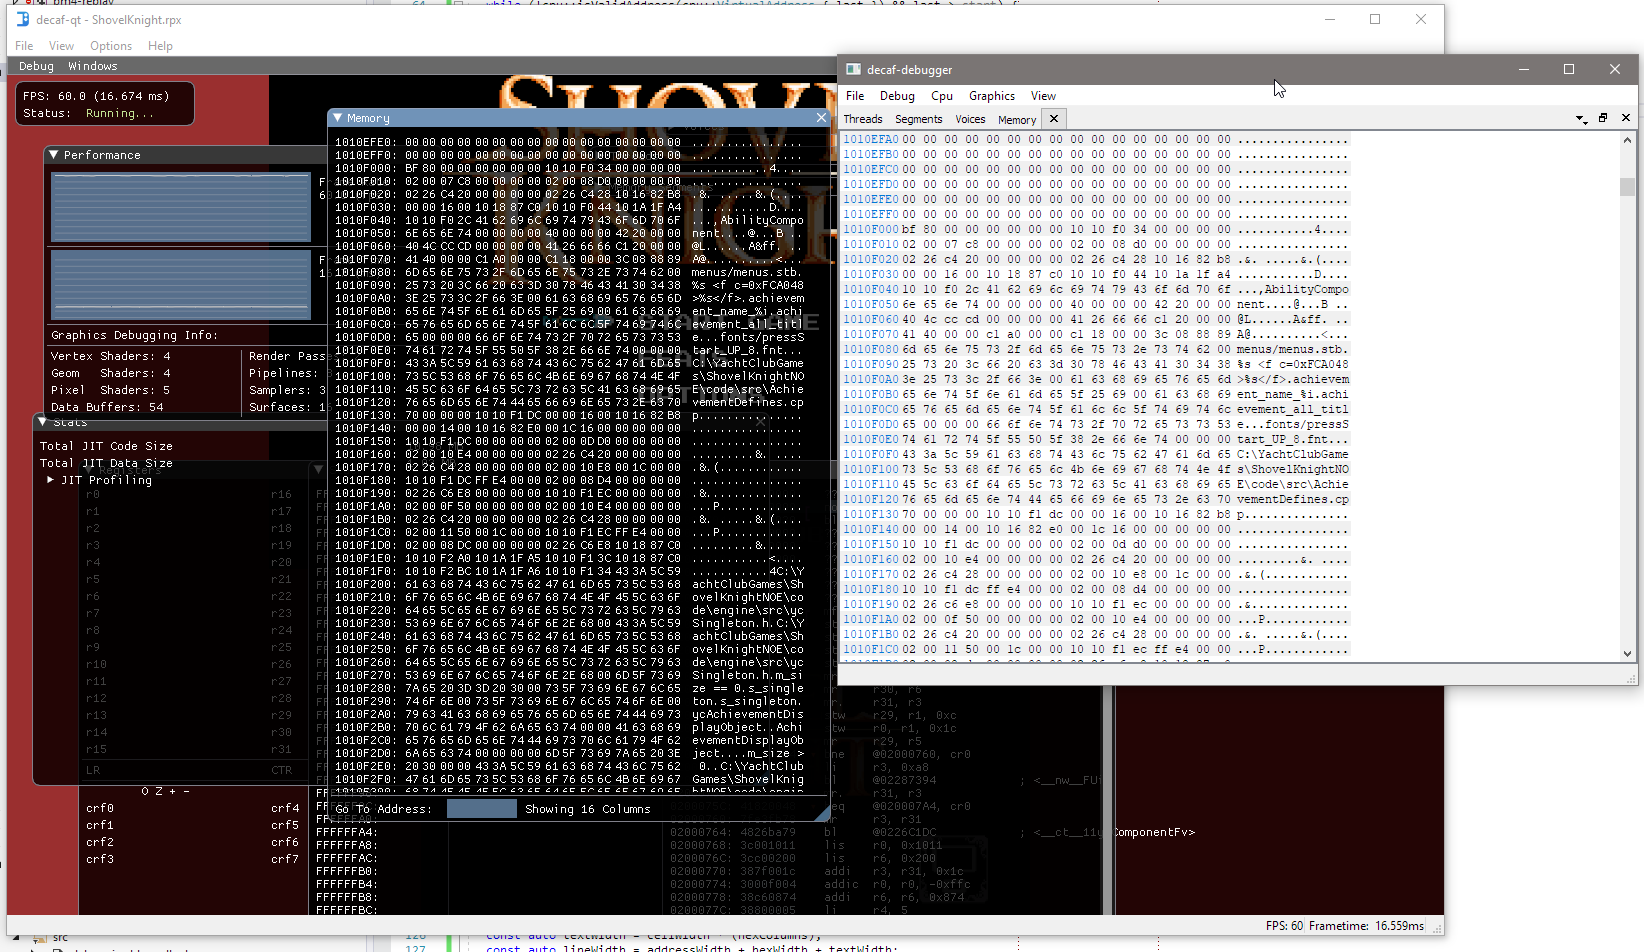 decaf-qt - ShovelKnight.rpx
File View Options Help
Debug Windows
FPS: 60.0 (16.674 ms)
Status: Running...
Performance
Graphics Debugging Info:
Vertex Shaders: 4
Geom Shaders: 4
Pixel Shaders: 5
Data Buffers: 54
Render Passe
Pipelines:
Samplers: 3
Surfaces: 16
Stats
Total JIT Code Size
Total JIT Data Size
JIT Profiling
r0 r16
r1 r17
r2 r18
r3 r19
r4 r20
r5 r21
r6 r22
r7 r23
r8 r24
r9 r25
r10 r26
r11 r27
r12 r28
r13 r29
r14 r30
r15 r31
LR CTR
O Z + -
crf0 crf4
crf1 crf5
crf2 crf6
crf3 crf7
Memory
1010EFE0: 00 00 00 00 00 00 00 00 00 00 00 00 00 00 00 00 ................
1010EFF0: 00 00 00 00 00 00 00 00 00 00 00 00 00 00 00 00 ................
1010F000: BF 80 00 00 00 00 00 00 10 10 F0 34 00 00 00 00 ...........4....
1010F010: 02 00 07 C8 00 00 00 00 02 00 08 D0 00 00 00 00 ................
1010F020: 02 26 C4 20 00 00 00 00 02 26 C4 28 10 16 82 B8 .&. .....&.(....
1010F030: 00 00 16 00 10 18 87 C0 10 10 F0 44 10 1A 1F A4 ...........D....
1010F040: 10 10 F0 2C 41 62 69 6C 69 74 79 43 6F 6D 70 6F ...,AbilityCompo
1010F050: 6E 65 6E 74 00 00 00 00 40 00 00 00 42 20 00 00 nent....@...B ..
1010F060: 40 4C CC CD 00 00 00 00 41 26 66 66 C1 20 00 00 @L......A&ff. ..
1010F070: 41 40 00 00 C1 A0 00 00 C1 18 00 00 3C 08 88 89 A@..........<...
1010F080: 6D 65 6E 75 73 2F 6D 65 6E 75 73 2E 73 74 62 00 menus/menus.stb.
1010F090: 25 73 20 3C 66 20 63 3D 30 78 46 43 41 30 34 38 %s <f c=0xFCA048
1010F0A0: 3E 25 73 3C 2F 66 3E 00 61 63 68 69 65 76 65 6D >%s</f>.achievem
1010F0B0: 65 6E 74 5F 6E 61 6D 65 5F 25 69 00 61 63 68 69 ent_name_%i.achi
1010F0C0: 65 76 65 6D 65 6E 74 5F 61 6C 6C 5F 74 69 74 6C evement_all_titl
1010F0D0: 65 00 00 00 66 6F 6E 74 73 2F 70 72 65 73 73 53 e...fonts/pressS
1010F0E0: 74 61 72 74 5F 55 50 5F 38 2E 66 6E 74 00 00 00 tart_UP_8.fnt...
1010F0F0: 43 3A 5C 59 61 63 68 74 43 6C 75 62 47 61 6D 65 C:\YachtClubGame
1010F100: 73 5C 53 68 6F 76 65 6C 4B 6E 69 67 68 74 4E 4F s\ShovelKnightNO
1010F110: 45 5C 63 6F 64 65 5C 73 72 63 5C 41 63 68 69 65 E\code\src\Achie
1010F120: 76 65 6D 65 6E 74 44 65 66 69 6E 65 73 2E 63 70 vementDefines.cp
1010F130: 70 00 00 00 10 10 F1 DC 00 00 16 00 10 16 82 B8 p...............
1010F140: 00 00 14 00 10 16 82 E0 00 1C 16 00 00 00 00 00 ................
1010F150: 10 10 F1 DC 00 00 00 00 02 00 0D D0 00 00 00 00 ................
1010F160: 02 00 10 E4 00 00 00 00 02 26 C4 20 00 00 00 00
1010F170: 02 26 C4 28 00 00 00 00 02 00 10 E8 00 1C 00 00 .&.(............
1010F180: 10 10 F1 DC FF E4 00 00 02 00 08 D4 00 00 00 00 ................
1010F190: 02 26 C6 E8 00 00 00 00 10 10 F1 EC 00 00 00 00 .&..............
1010F1A0: 02 00 0F 50 00 00 00 00 02 00 10 E4 00 00 00 00 ...P............
1010F1B0: 02 26 C4 20 00 00 00 00 02 26 C4 28 00 00 00 00 .&. .....&.(....
1010F1C0: 02 00 11 50 00 1C 00 00 10 10 F1 EC FF E4 00 00 ...P............
1010F1D0: 02 00 08 D0 00 00 00 00 02 26 C6 E8 10 18 87 C0 .........&......
1010F1E0: 10 10 F2 A0 10 1A 1F A5 10 10 F1 3C 10 18 87 C0 ...........<....
1010F1F0: 10 10 F2 BC 10 1A 1F A6 10 10 F1 34 43 3A 5C 59 ...........4C:\Y
1010F200: 61 63 68 74 43 6C 75 62 47 61 6D 65 73 5C 53 68 achtClubGames\Sh
1010F210: 6F 76 65 6C 4B 6E 69 67 68 74 4E 4F 45 5C 63 6F ovelKnightNOE\co
1010F220: 64 65 5C 65 6E 67 69 6E 65 5C 73 72 63 5C 79 63 de\engine\src\yc
1010F230: 53 69 6E 67 6C 65 74 6F 6E 2E 68 00 43 3A 5C 59 Singleton.h.C:\Y
1010F240: 61 63 68 74 43 6C 75 62 47 61 6D 65 73 5C 53 68 achtClubGames\Sh
1010F250: 6F 76 65 6C 4B 6E 69 67 68 74 4E 4F 45 5C 63 6F ovelKnightNOE\co
1010F260: 64 65 5C 65 6E 67 69 6E 65 5C 73 72 63 5C 79 63 de\engine\src\yc
1010F270: 53 69 6E 67 6C 65 74 6F 6E 2E 68 00 6D 5F 73 69 Singleton.h.m_si
1010F280: 7A 65 20 3D 3D 20 30 00 73 5F 73 69 6E 67 6C 65 ze == 0.s_single
1010F290: 74 6F 6E 00 73 5F 73 69 6E 67 6C 65 74 6F 6E 00 ton.s_singleton.
1010F2A0: 79 63 41 63 68 69 65 76 65 6D 65 6E 74 44 69 73 ycAchievementDis
1010F2B0: 70 6C 61 79 4F 62 6A 65 63 74 00 00 41 63 68 69 playObject..Achi
1010F2C0: 65 76 65 6D 65 6E 74 44 69 73 70 6C 61 79 4F 62 evementDisplayOb
1010F2D0: 6A 65 63 74 00 00 00 00 6D 5F 73 69 7A 65 20 3E ject....m_size >
1010F2E0: 20 30 00 00 43 3A 5C 59 61 63 68 74 43 6C 75 62  0..C:\YachtClub
1010F2F0: 47 61 6D 65 73 5C 53 68 6F 76 65 6C 4B 6E 69 67 Games\ShovelKnig
Go To Address: Showing 16 Columns
FFFFFFA4:
FFFFFFA8:
FFFFFFAC:
FFFFFFB0:
FFFFFFB4:
FFFFFFB8:
FFFFFFBC:
r30, r6
r31, r3
r29, r1, 0xc
r0, r1, 0x1c
r29, r5
@02000760, cr0
r3, 0xa8
@02287394 ; <__nw__FUi
r31, r3
@020007A4, cr0
r3, r31
02000764: 4826ba79 bl @0226C1DC ; <__ct__11y ComponentFv>
02000768: 3c001011 lis r0, 0x1011
0200076C: 3cc00200 lis r6, 0x200
02000770: 387f001c addi r3, r31, 0x1c
02000774: 3000f004 addic r0, r0, -0xffc
02000778: 38c60874 addi r6, r6, 0x874
0200077C: 38800005 li r4, 5
decaf-debugger
File Debug Cpu Graphics View
Threads Segments Voices Memory
1010EFA0 00 00 00 00 00 00 00 00 00 00 00 00 00 00 00 00 ................
1010EFB0 00 00 00 00 00 00 00 00 00 00 00 00 00 00 00 00 ................
1010EFC0 00 00 00 00 00 00 00 00 00 00 00 00 00 00 00 00 ................
1010EFD0 00 00 00 00 00 00 00 00 00 00 00 00 00 00 00 00 ................
1010EFE0 00 00 00 00 00 00 00 00 00 00 00 00 00 00 00 00 ................
1010EFF0 00 00 00 00 00 00 00 00 00 00 00 00 00 00 00 00 ................
1010F000 bf 80 00 00 00 00 00 00 10 10 f0 34 00 00 00 00 ...........4....
1010F010 02 00 07 c8 00 00 00 00 02 00 08 d0 00 00 00 00 ................
1010F020 02 26 c4 20 00 00 00 00 02 26 c4 28 10 16 82 b8 .&. .....&.(....
1010F030 00 00 16 00 10 18 87 c0 10 10 f0 44 10 1a 1f a4 ...........D....
1010F040 10 10 f0 2c 41 62 69 6c 69 74 79 43 6f 6d 70 6f ...,AbilityCompo
1010F050 6e 65 6e 74 00 00 00 00 40 00 00 00 42 20 00 00 nent....@...B ..
1010F060 40 4c cc cd 00 00 00 00 41 26 66 66 c1 20 00 00 @L......A&ff. ..
1010F070 41 40 00 00 c1 a0 00 00 c1 18 00 00 3c 08 88 89 A@..........<...
1010F080 6d 65 6e 75 73 2f 6d 65 6e 75 73 2e 73 74 62 00 menus/menus.stb.
1010F090 25 73 20 3c 66 20 63 3d 30 78 46 43 41 30 34 38 %s <f c=0xFCA048
1010F0A0 3e 25 73 3c 2f 66 3e 00 61 63 68 69 65 76 65 6d >%s</f>.achievem
1010F0B0 65 6e 74 5f 6e 61 6d 65 5f 25 69 00 61 63 68 69 ent_name_%i.achi
1010F0C0 65 76 65 6d 65 6e 74 5f 61 6c 6c 5f 74 69 74 6c evement_all_titl
1010F0D0 65 00 00 00 66 6f 6e 74 73 2f 70 72 65 73 73 53 e...fonts/pressS
1010F0E0 74 61 72 74 5f 55 50 5f 38 2e 66 6e 74 00 00 00 tart_UP_8.fnt...
1010F0F0 43 3a 5c 59 61 63 68 74 43 6c 75 62 47 61 6d 65 C:\YachtClubGame
1010F100 73 5c 53 68 6f 76 65 6c 4b 6e 69 67 68 74 4e 4f s\ShovelKnightNO
1010F110 45 5c 63 6f 64 65 5c 73 72 63 5c 41 63 68 69 65 E\code\src\Achie
1010F120 76 65 6d 65 6e 74 44 65 66 69 6e 65 73 2e 63 70 vementDefines.cp
1010F130 70 00 00 00 10 10 f1 dc 00 00 16 00 10 16 82 b8 p...............
1010F140 00 00 14 00 10 16 82 e0 00 1c 16 00 00 00 00 00 ................
1010F150 10 10 f1 dc 00 00 00 00 02 00 0d d0 00 00 00 00 ................
1010F160 02 00 10 e4 00 00 00 00 02 26 c4 20 00 00 00 00 .........&. ....
1010F170 02 26 c4 28 00 00 00 00 02 00 10 e8 00 1c 00 00 .&.(............
1010F180 10 10 f1 dc ff e4 00 00 02 00 08 d4 00 00 00 00 ................
1010F190 02 26 c6 e8 00 00 00 00 10 10 f1 ec 00 00 00 00 .&..............
1010F1A0 02 00 0f 50 00 00 00 00 02 00 10 e4 00 00 00 00 ...P............
1010F1B0 02 26 c4 20 00 00 00 00 02 26 c4 28 00 00 00 00 .&. .....&.(....
1010F1C0 02 00 11 50 00 1c 00 00 10 10 f1 ec ff e4 00 00 ...P............
FPS: 60 Frametime: 16.559ms
src
127 const auto lineWidth = addressWidth + hexWidth + textWidth;